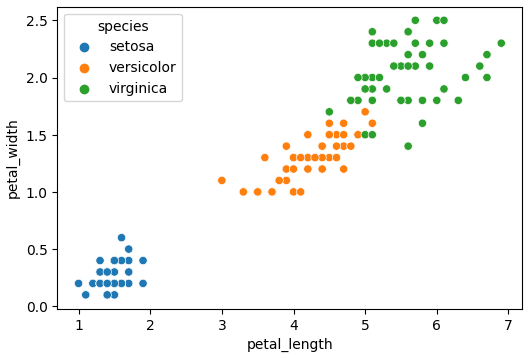 species
setosa
versicolor
virginica
petal_width
2.5
2.0
1.5
1.0
0.5
0.0
1 2 3 4 5 6 7
petal_length